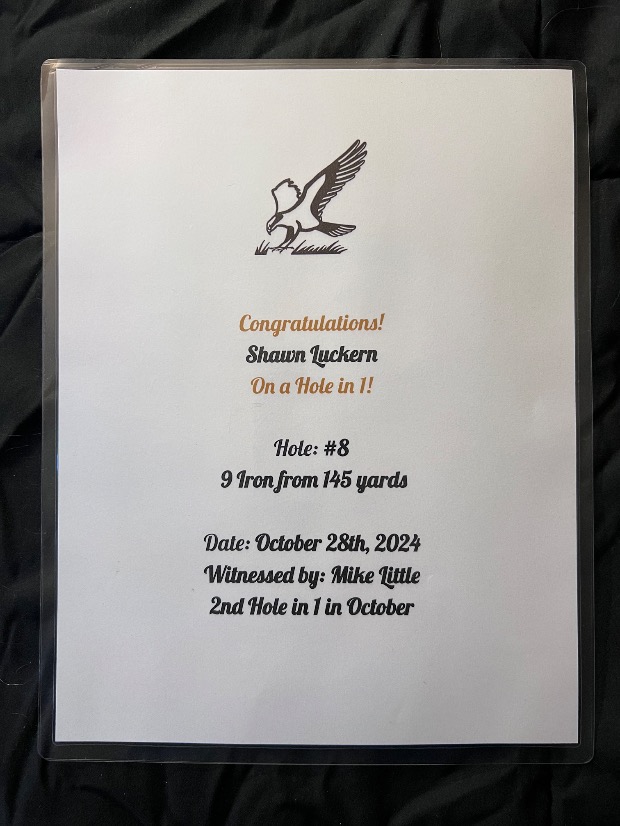 Congratulations!
Shawn Luckern
On a Hole in 1!
Hole: #8
9 Iron from 145 yards
Date: October 28th, 2024
Witnessed by: Mike Little
2nd Hole in 1 in October